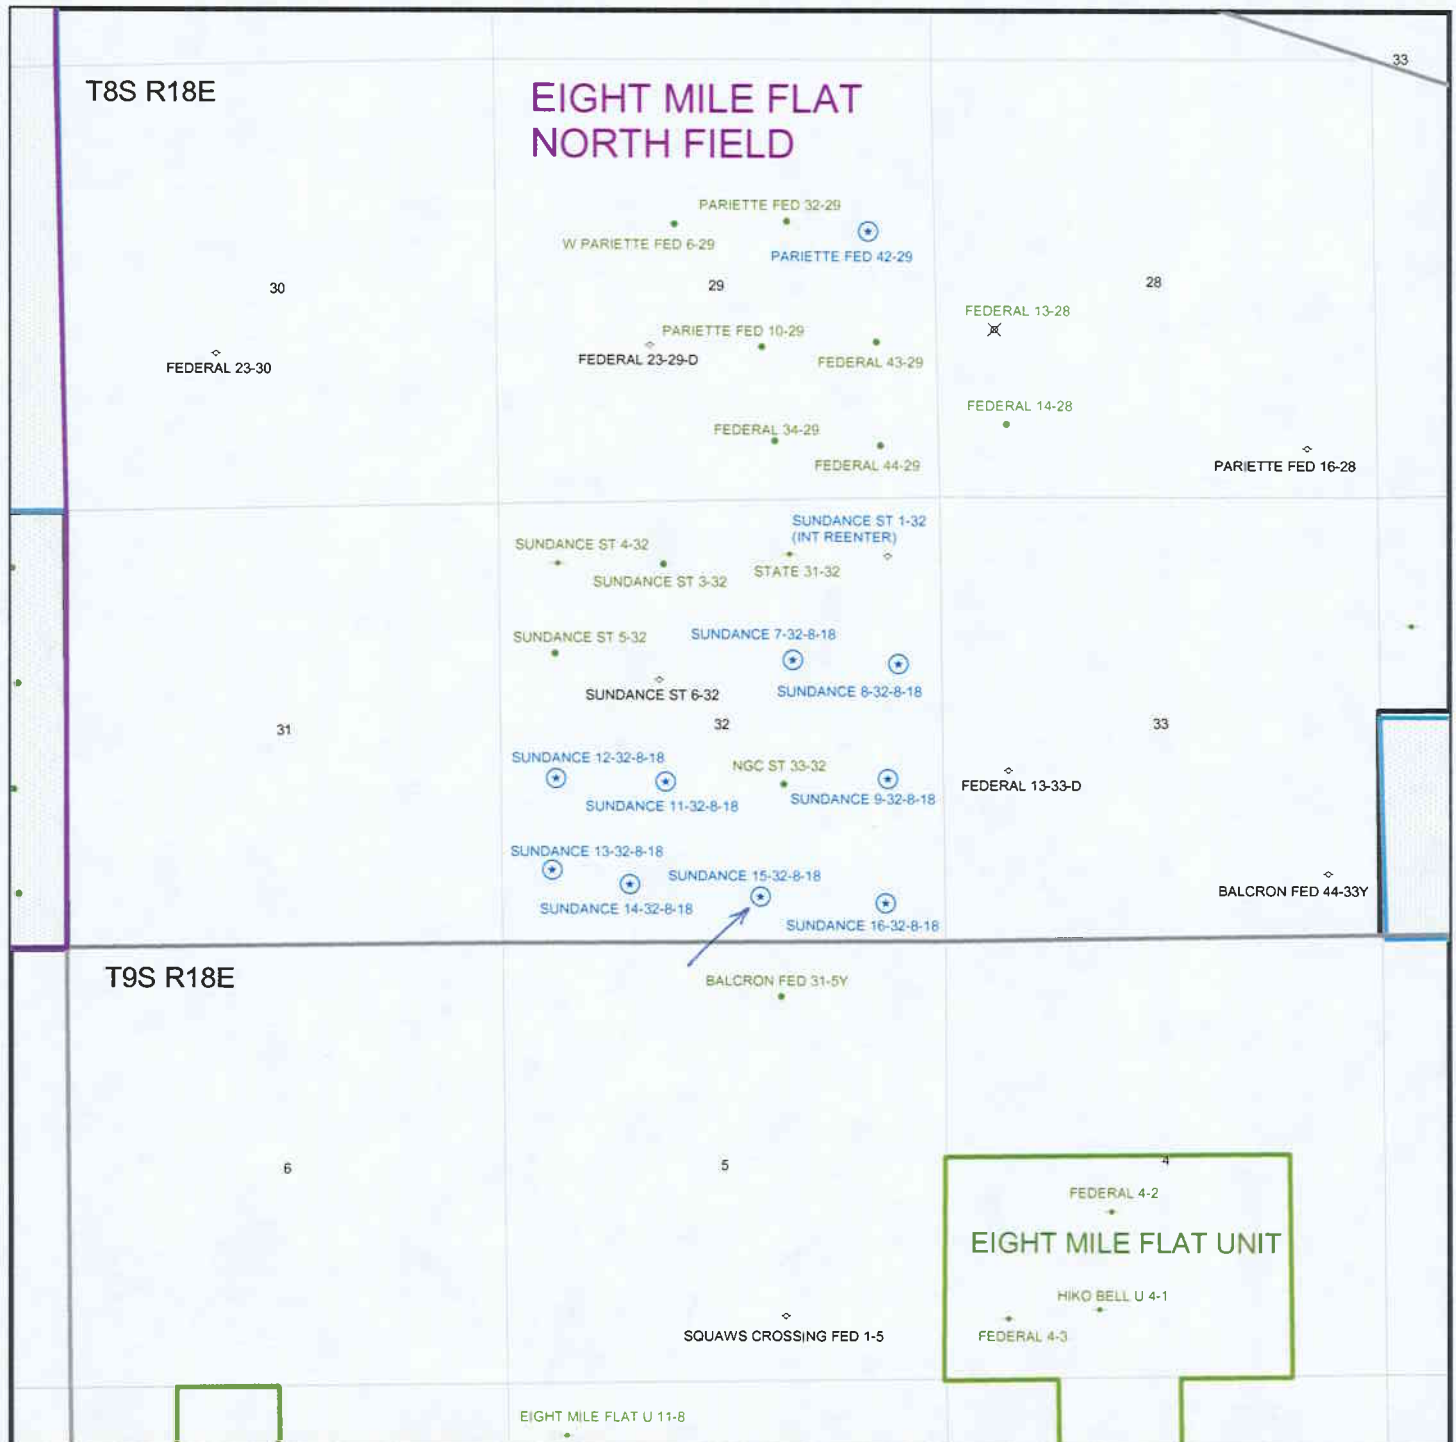 33
T8S R18E
EIGHT MILE FLAT
NORTH FIELD
PARIETTE FED 32-29
W PARIETTE FED 6-29
PARIETTE FED 42-29
30
29
28
FEDERAL 13-28
PARIETTE FED 10-29
FEDERAL 23-29-D
FEDERAL 43-29
FEDERAL 23-30
FEDERAL 14-28
FEDERAL 34-29
FEDERAL 44-29
PARIETTE FED 16-28
SUNDANCE ST 1-32
(INT REENTER)
SUNDANCE ST 4-32
SUNDANCE ST 3-32
STATE 31-32
SUNDANCE ST 5-32
SUNDANCE 7-32-8-18
SUNDANCE ST 6-32
SUNDANCE 8-32-8-18
31
32
33
SUNDANCE 12-32-8-18
NGC ST 33-32
SUNDANCE 11-32-8-18
SUNDANCE 9-32-8-18
FEDERAL 13-33-D
SUNDANCE 13-32-8-18
SUNDANCE 15-32-8-18
SUNDANCE 14-32-8-18
SUNDANCE 16-32-8-18
BALCRON FED 44-33Y
T9S R18E
BALCRON FED 31-5Y
6
5
4
FEDERAL 4-2
EIGHT MILE FLAT UNIT
HIKO BELL U 4-1
SQUAWS CROSSING FED 1-5
FEDERAL 4-3
EIGHT MILE FLAT U 11-8